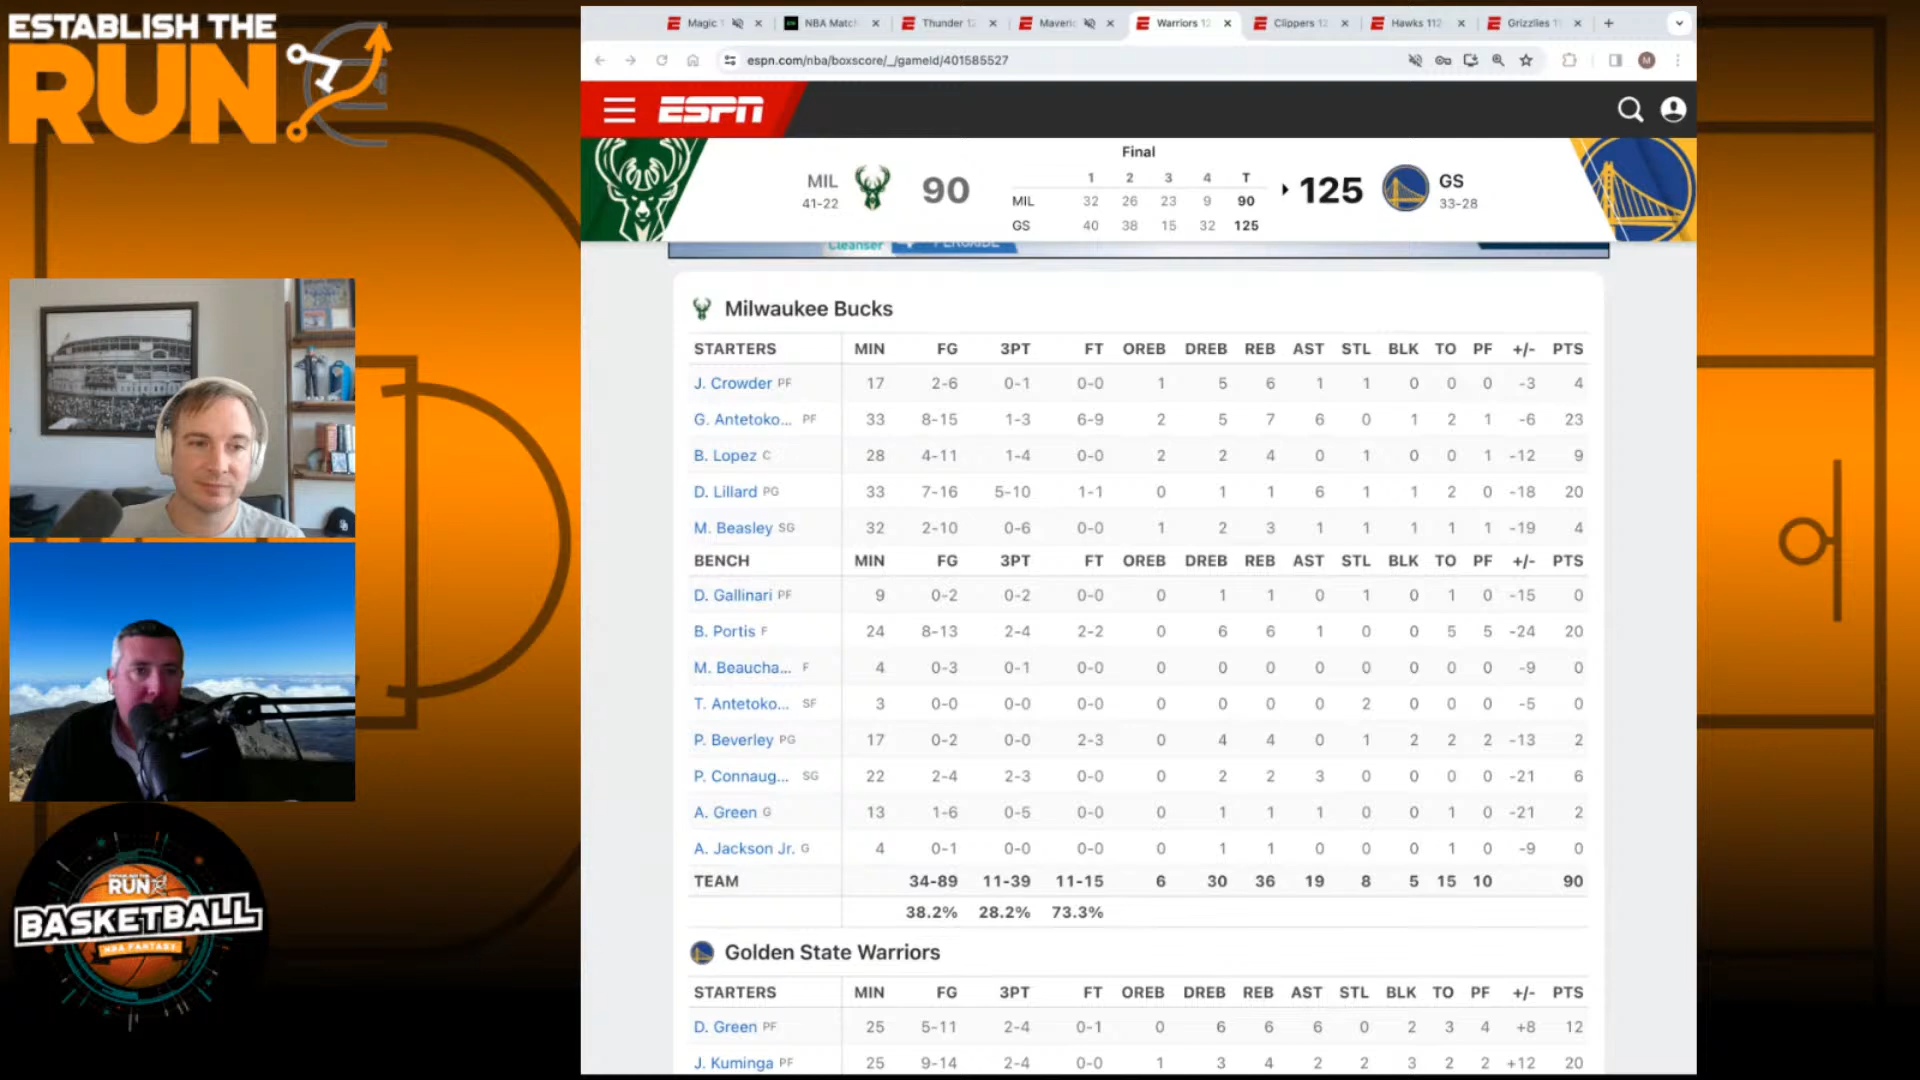 ESTABLISH THE
RUN
Magic 1
NBA Match
Thunder 12
Maveric
Warriors 12
Clippers 12
Hawks 112
Grizzlies 11
espn.com/nba/boxscore/_/gameId/401585527
M
ESPN
Final
MIL 41-22 90
1 2 3 4 T
MIL 32 26 23 9 90
GS 40 38 15 32 125
125 GS 33-28
Cleanser
Milwaukee Bucks
STARTERS MIN FG 3PT FT OREB DREB REB AST STL BLK TO PF +/- PTS
J. Crowder PF 17 2-6 0-1 0-0 1 5 6 1 1 0 0 0 -3 4
G. Antetoko... PF 33 8-15 1-3 6-9 2 5 7 6 0 1 2 1 -6 23
B. Lopez C 28 4-11 1-4 0-0 2 2 4 0 1 0 0 1 -12 9
D. Lillard PG 33 7-16 5-10 1-1 0 1 1 6 1 1 2 0 -18 20
M. Beasley SG 32 2-10 0-6 0-0 1 2 3 1 1 1 1 1 -19 4
BENCH MIN FG 3PT FT OREB DREB REB AST STL BLK TO PF +/- PTS
D. Gallinari PF 9 0-2 0-2 0-0 0 1 1 0 1 0 1 0 -15 0
B. Portis F 24 8-13 2-4 2-2 0 6 6 1 0 0 5 5 -24 20
M. Beaucha... F 4 0-3 0-1 0-0 0 0 0 0 0 0 0 0 -9 0
T. Antetoko... SF 3 0-0 0-0 0-0 0 0 0 0 2 0 0 0 -5 0
P. Beverley PG 17 0-2 0-0 2-3 0 4 4 0 1 2 2 2 -13 2
P. Connaug... SG 22 2-4 2-3 0-0 0 2 2 3 0 0 0 0 -21 6
A. Green G 13 1-6 0-5 0-0 0 1 1 1 0 0 1 0 -21 2
A. Jackson Jr. G 4 0-1 0-0 0-0 0 1 1 0 0 0 1 0 -9 0
TEAM 34-89 11-39 11-15 6 30 36 19 8 5 15 10 90
38.2% 28.2% 73.3%
Golden State Warriors
STARTERS MIN FG 3PT FT OREB DREB REB AST STL BLK TO PF +/- PTS
D. Green PF 25 5-11 2-4 0-1 0 6 6 6 0 2 3 4 +8 12
J. Kuminga PF 25 9-14 2-4 0-0 1 3 4 2 2 3 2 2 +12 20
ESTABLISH THE
RUN
BASKETBALL
NBA FANTASY